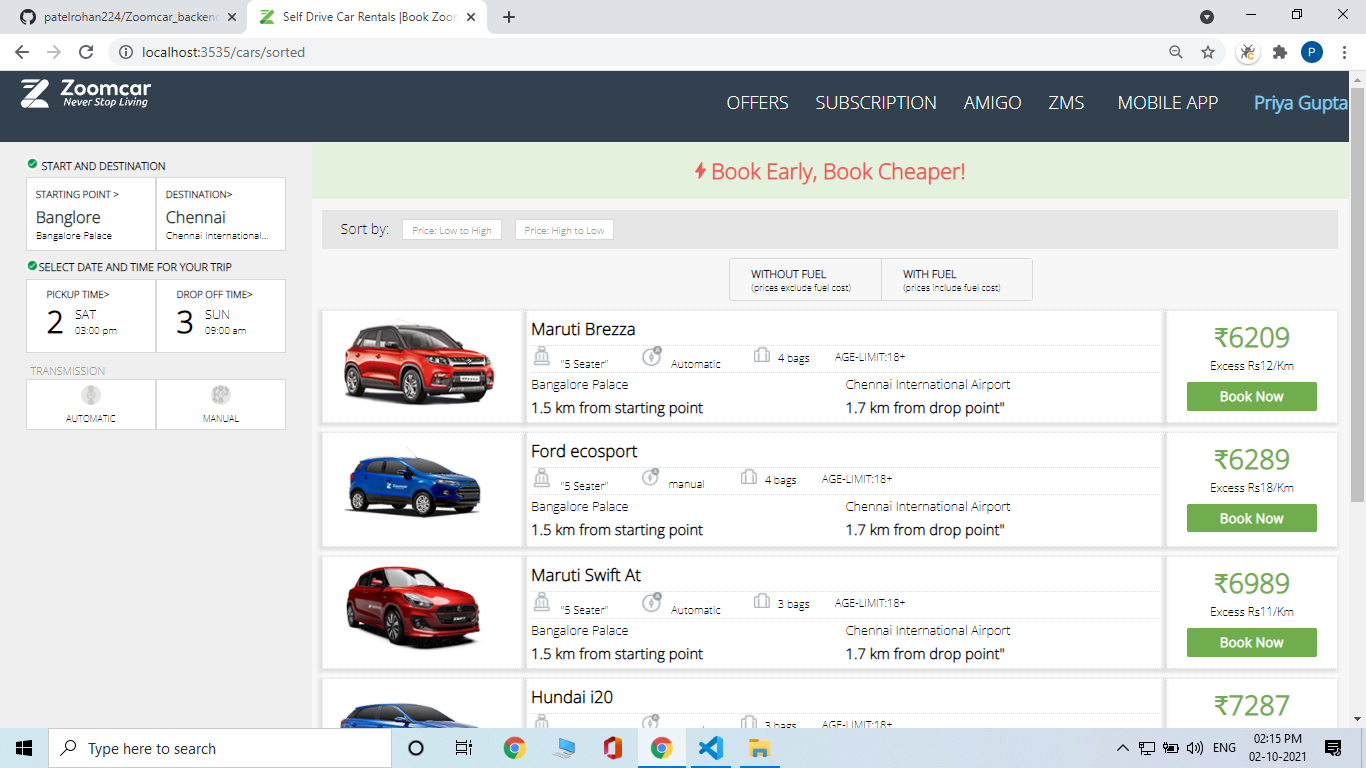 patelrohan224/Zoomcar_backend
Self Drive Car Rentals |Book Zoom
localhost:3535/cars/sorted
P
Zoomcar
Never Stop Living
OFFERS SUBSCRIPTION AMIGO ZMS MOBILE APP Priya Gupta
START AND DESTINATION
STARTING POINT > DESTINATION>
Banglore Chennai
Bangalore Palace Chennai International...
SELECT DATE AND TIME FOR YOUR TRIP
PICKUP TIME> DROP OFF TIME>
2 SAT 03:00 pm 3 SUN 09:00 am
TRANSMISSION
AUTOMATIC MANUAL
Book Early, Book Cheaper!
Sort by: Price: Low to High Price: High to Low
WITHOUT FUEL WITH FUEL
(prices exclude fuel cost) (prices include fuel cost)
Maruti Brezza
"5 Seater" Automatic 4 bags AGE-LIMIT:18+
Bangalore Palace Chennai International Airport
1.5 km from starting point 1.7 km from drop point"
₹6209
Excess Rs12/Km
Book Now
Ford ecosport
"5 Seater" manual 4 bags AGE-LIMIT:18+
Bangalore Palace Chennai International Airport
1.5 km from starting point 1.7 km from drop point"
₹6289
Excess Rs18/Km
Book Now
Maruti Swift At
"5 Seater" Automatic 3 bags AGE-LIMIT:18+
Bangalore Palace Chennai International Airport
1.5 km from starting point 1.7 km from drop point"
₹6989
Excess Rs11/Km
Book Now
Hundai i20
3 bags AGE-LIMIT:18+
₹7287
Type here to search
ENG
02:15 PM
02-10-2021